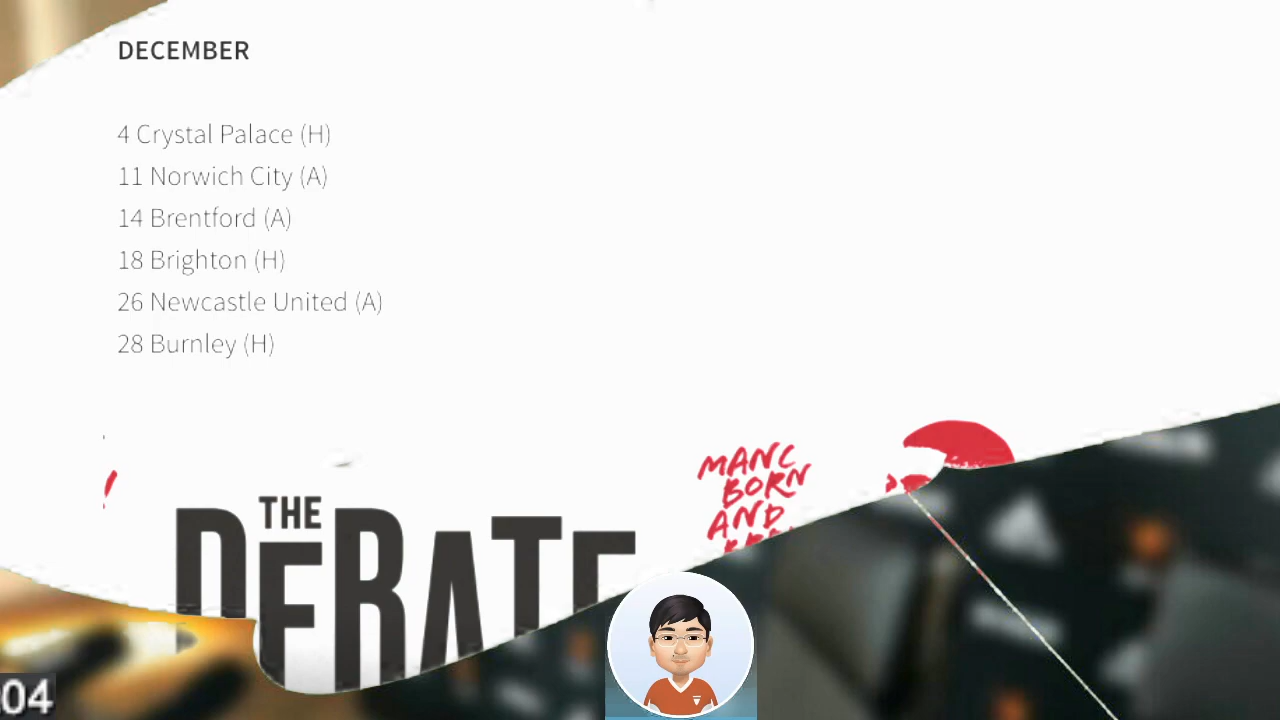 DECEMBER
4 Crystal Palace (H)
11 Norwich City (A)
14 Brentford (A)
18 Brighton (H)
26 Newcastle United (A)
28 Burnley (H)
THE
DEBATE
MANC
BORN
AND
04